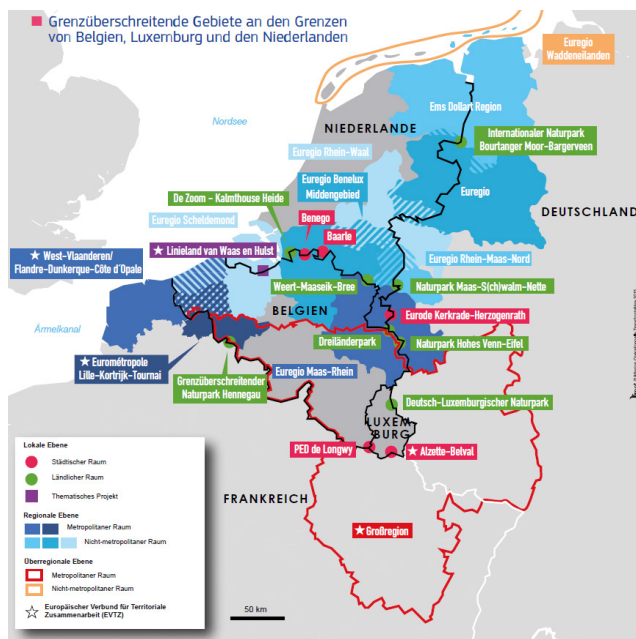 Grenzüberschreitende Gebiete an den Grenzen
von Belgien, Luxemburg und den Niederlanden
Euregio
Waddeneilanden
Nordsee
Ems Dollart Region
NIEDERLANDE
Internationaler Naturpark
Bourtanger Moor-Bargerveen
Euregio Rhein-Waal
Euregio Benelux
Middengebied
Euregio
De Zoom - Kalmthouse Heide
Benego
DEUTSCHLAND
Euregio Scheldemond
Baarle
Linieland van Waas en Hulst
West-Vlaanderen/
Flandre-Dunkerque-Côte d'Opale
Euregio Rhein-Maas-Nord
Weert-Maaseik-Bree
Naturpark Maas-S(ch)walm-Nette
BELGIEN
Eurode Kerkrade-Herzogenrath
Ärmelkanal
Dreiländerpark
Naturpark Hohes Venn-Eifel
Eurométropole
Lille-Kortrijk-Tournai
Euregio Maas-Rhein
Grenzüberschreitender
Naturpark Hennegau
Deutsch-Luxemburgischer Naturpark
LUXEM
BURG
PED de Longwy
Alzette-Belval
FRANKREICH
Großregion
Lokale Ebene
Städtischer Raum
Ländlicher Raum
Thematisches Projekt
Regionale Ebene
Metropolitaner Raum
Nicht-metropolitaner Raum
Überregionale Ebene
Metropolitaner Raum
Nicht-metropolitaner Raum
Europäischer Verbund für Territoriale
Zusammenarbeit (EVTZ)
50 km